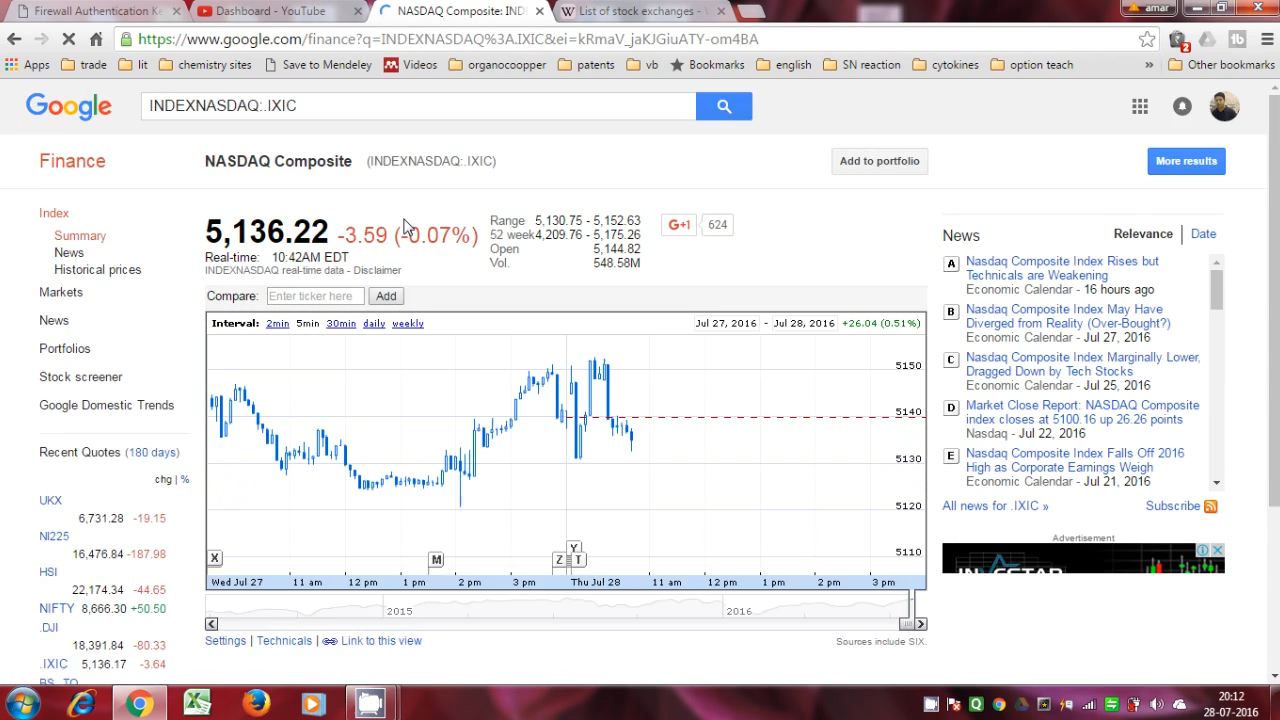 Firewall Authentication Ke
Dashboard - YouTube
NASDAQ Composite: IND
List of stock exchanges - W
amar
https://www.google.com/finance?q=INDEXNASDAQ%3A.IXIC&ei=kRmaV_jaKJGiuATY-om4BA
2
Apps
trade
lit
chemistry sites
Save to Mendeley
Videos
organocoopper
patents
vb
Bookmarks
english
SN reaction
cytokines
option teach
»
Other bookmarks
Google
INDEXNASDAQ:.IXIC
Finance
NASDAQ Composite (INDEXNASDAQ:.IXIC)
Add to portfolio
More results
Index
Summary
News
Historical prices
Markets
News
Portfolios
Stock screener
Google Domestic Trends
Recent Quotes (180 days)
chg | %
UKX
6,731.28 -19.15
NI225
16,476.84 -187.98
HSI
22,174.34 -44.65
NIFTY 8,666.30 +50.50
.DJI
18,391.84 -80.33
.IXIC 5,136.17 -3.64
5,136.22 -3.59 (-0.07%)
Real-time: 10:42AM EDT
INDEXNASDAQ real-time data - Disclaimer
Range 5,130.75 - 5,152.63
52 week 4,209.76 - 5,175.26
Open 5,144.82
Vol. 548.58M
G+1 624
Compare: Enter ticker here Add
Interval: 2min 5min 30min daily weekly
Jul 27, 2016 - Jul 28, 2016 +26.04 (0.51%)
5150
5140
5130
5120
5110
X
M
Z
Y
T
Wed Jul 27 11 am 12 pm 1 pm 2 pm 3 pm Thu Jul 28 11 am 12 pm 1 pm 2 pm 3 pm
2015 2016
Settings | Technicals Link to this view
Sources include SIX.
News
Relevance | Date
A Nasdaq Composite Index Rises but
Technicals are Weakening
Economic Calendar - 16 hours ago
B Nasdaq Composite Index May Have
Diverged from Reality (Over-Bought?)
Economic Calendar - Jul 27, 2016
C Nasdaq Composite Index Marginally Lower,
Dragged Down by Tech Stocks
Economic Calendar - Jul 25, 2016
D Market Close Report: NASDAQ Composite
index closes at 5100.16 up 26.26 points
Nasdaq - Jul 22, 2016
E Nasdaq Composite Index Falls Off 2016
High as Corporate Earnings Weigh
Economic Calendar - Jul 21, 2016
All news for .IXIC »
Subscribe
Advertisement
20:12
28-07-2016